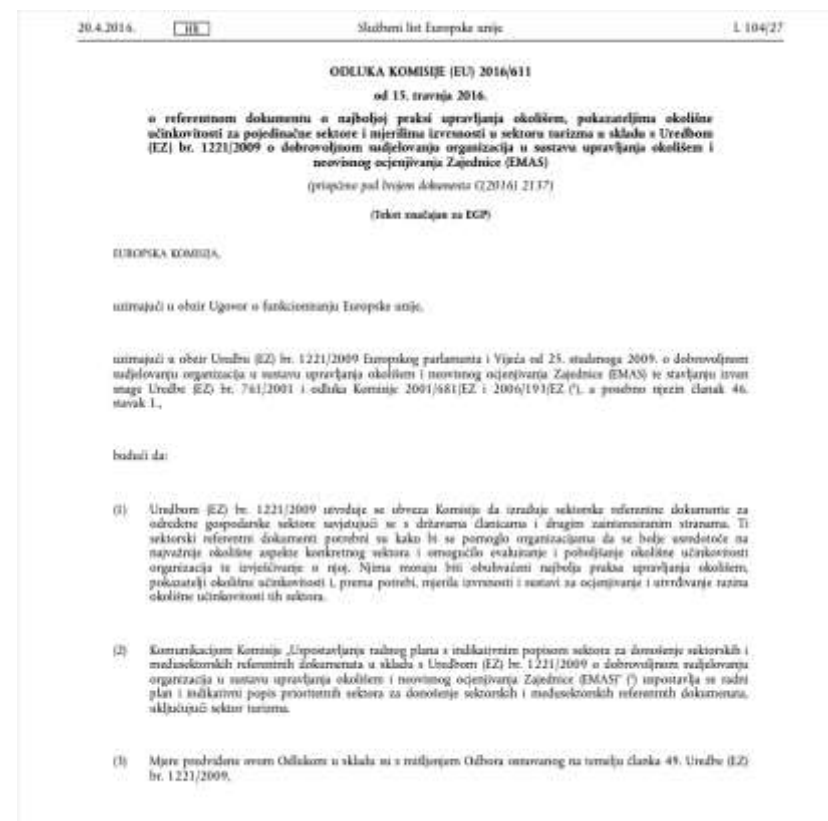 20.4.2016.
HR
Službeni list Europske unije
L 104/27
ODLUKA KOMISIJE (EU) 2016/611
od 15. travnja 2016.
o referentnom dokumentu o najboljoj praksi upravljanja okolišem, pokazateljima okolišne
učinkovitosti za pojedinačne sektore i mjerilima izvrsnosti u sektoru turizma u skladu s Uredbom
(EZ) br. 1221/2009 o dobrovoljnom sudjelovanju organizacija u sustavu upravljanja okolišem i
neovisnog ocjenjivanja Zajednice (EMAS)
(priopćeno pod brojem dokumenta C(2016) 2137)
(Tekst značajan za EGP)
EUROPSKA KOMISIJA,
uzimajući u obzir Ugovor o funkcioniranju Europske unije,
uzimajući u obzir Uredbu (EZ) br. 1221/2009 Europskog parlamenta i Vijeća od 25. studenoga 2009. o dobrovoljnom
sudjelovanju organizacija u sustavu upravljanja okolišem i neovisnog ocjenjivanja Zajednice (EMAS) te stavljanju izvan
snage Uredbe (EZ) br. 761/2001 i odluka Komisije 2001/681/EZ i 2006/193/EZ (¹), a posebno njezin članak 46.
stavak 1.,
budući da:
(1) Uredbom (EZ) br. 1221/2009 utvrđuje se obveza Komisije da izrađuje sektorske referentne dokumente za
određene gospodarske sektore savjetujući se s državama članicama i drugim zainteresiranim stranama. Ti
sektorski referentni dokumenti potrebni su kako bi se pomoglo organizacijama da se bolje usredotoče na
najvažnije okolišne aspekte konkretnog sektora i omogućilo evaluiranje i poboljšanje okolišne učinkovitosti
organizacija te izvješćivanje o njoj. Njima moraju biti obuhvaćeni najbolja praksa upravljanja okolišem,
pokazatelji okolišne učinkovitosti i, prema potrebi, mjerila izvrsnosti i sustavi za ocjenjivanje i utvrđivanje razina
okolišne učinkovitosti tih sektora.
(2) Komunikacijom Komisije „Uspostavljanje radnog plana s indikativnim popisom sektora za donošenje sektorskih i
međusektorskih referentnih dokumenata u skladu s Uredbom (EZ) br. 1221/2009 o dobrovoljnom sudjelovanju
organizacija u sustavu upravljanja okolišem i neovisnog ocjenjivanja Zajednice (EMAS)” (²) uspostavlja se radni
plan i indikativni popis prioritetnih sektora za donošenje sektorskih i međusektorskih referentnih dokumenata,
uključujući sektor turizma.
(3) Mjere predviđene ovom Odlukom u skladu su s mišljenjem Odbora osnovanog na temelju članka 49. Uredbe (EZ)
br. 1221/2009,